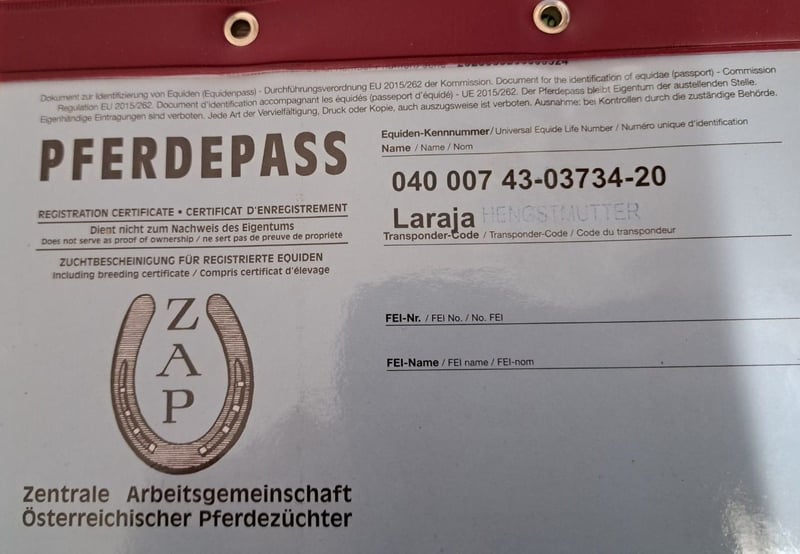 Dokument zur Identifizierung von Equiden (Equidenpass) - Durchführungsverordnung EU 2015/262 der Kommission. Document for the identification of equidae (passport) - Commission
Regulation EU 2015/262. Document d'identification accompagnant les équidés (passeport d'équidé) - UE 2015/262. Der Pferdepass bleibt Eigentum der austellenden Stelle.
Eigenhändige Eintragungen sind verboten. Jede Art der Vervielfältigung, Druck oder Kopie, auch auszugsweise ist verboten. Ausnahme: bei Kontrollen durch die zuständige Behörde.
PFERDEPASS
REGISTRATION CERTIFICATE • CERTIFICAT D'ENREGISTREMENT
Dient nicht zum Nachweis des Eigentums
Does not serve as proof of ownership / ne sert pas de preuve de propriété
ZUCHTBESCHEINIGUNG FÜR REGISTRIERTE EQUIDEN
Including breeding certificate / Compris certificat d'élevage
Z
A
P
Zentrale Arbeitsgemeinschaft
Österreichischer Pferdezüchter
Equiden-Kennnummer / Universal Equide Life Number / Numéro unique d'identification
Name / Name / Nom
040 007 43-03734-20
Laraja HENGSTMUTTER
Transponder-Code / Transponder-Code / Code du transpondeur
FEI-Nr. / FEI No. / No. FEI
FEI-Name / FEI name / FEI-nom